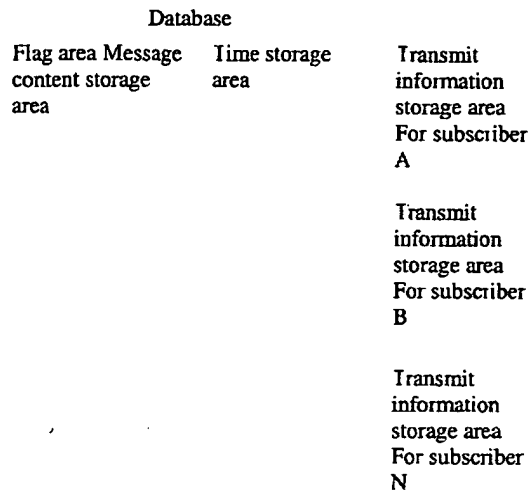 Database
Flag area Message
content storage
area
Time storage
area
Transmit
information
storage area
For subscriber
A
Transmit
information
storage area
For subscriber
B
Transmit
information
storage area
For subscriber
N